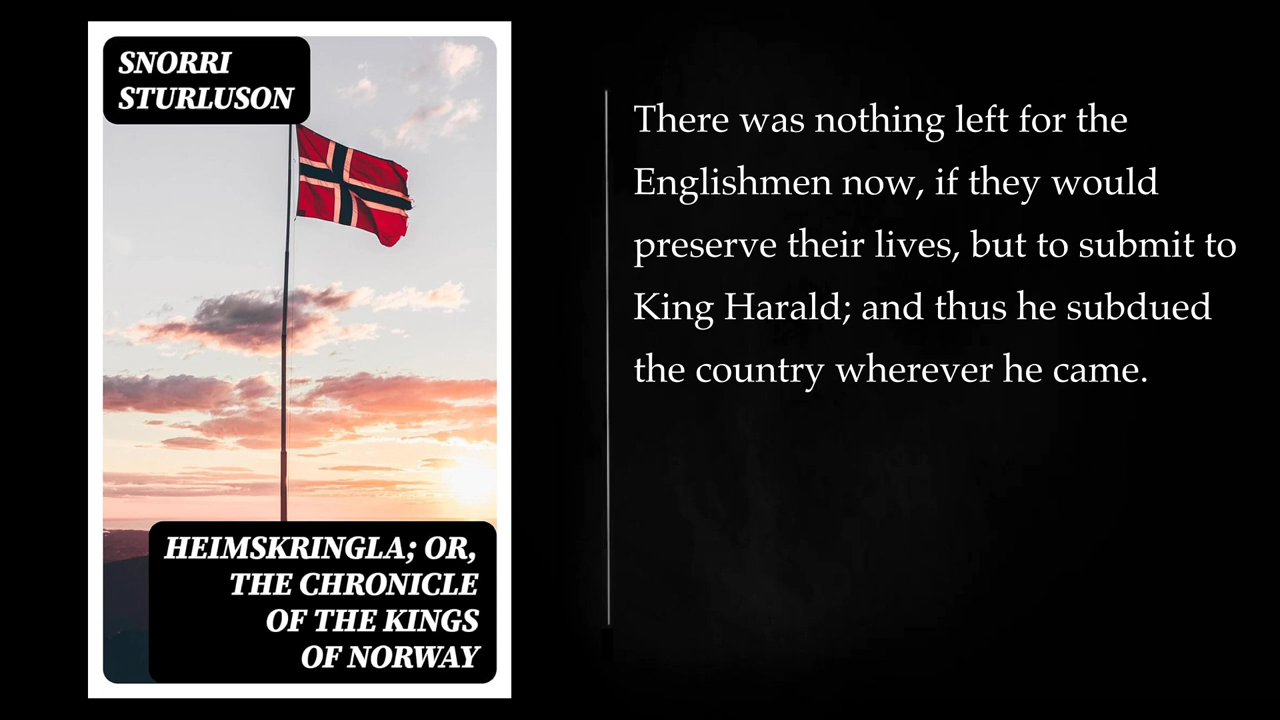 SNORRI
STURLUSON
HEIMSKRINGLA; OR,
THE CHRONICLE
OF THE KINGS
OF NORWAY
There was nothing left for the
Englishmen now, if they would
preserve their lives, but to submit to
King Harald; and thus he subdued
the country wherever he came.